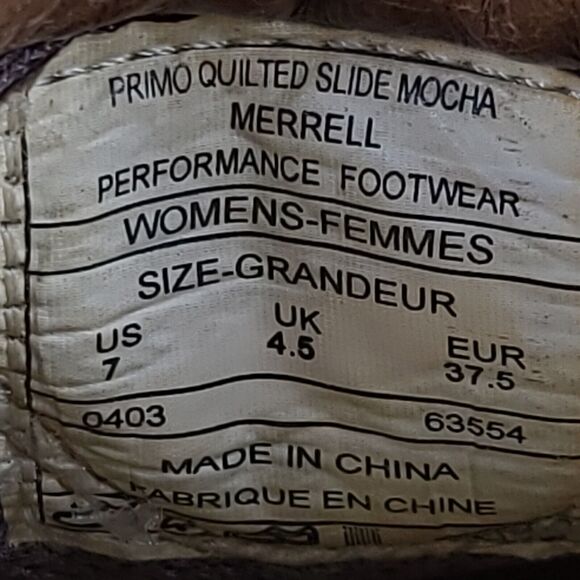 PRIMO QUILTED SLIDE MOCHA
MERRELL
PERFORMANCE FOOTWEAR
WOMENS-FEMMES
SIZE-GRANDEUR
US UK EUR
7 4.5 37.5
0403 63554
MADE IN CHINA
FABRIQUE EN CHINE